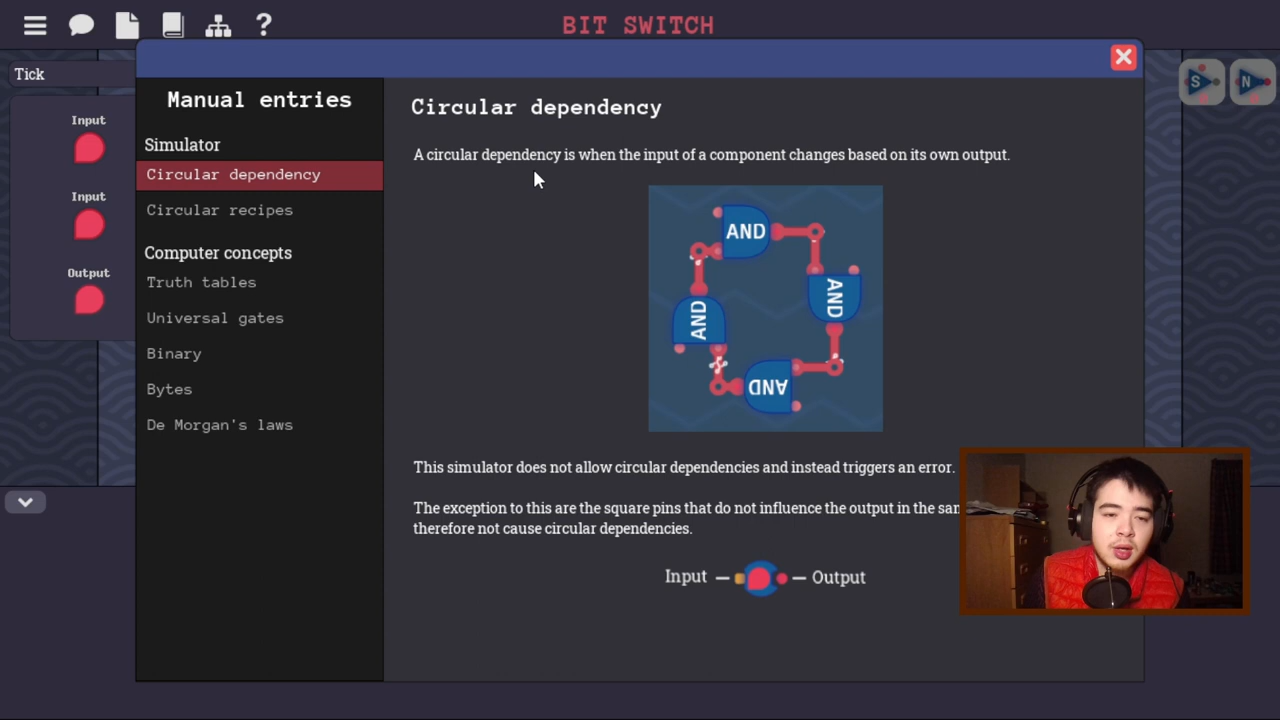 BIT SWITCH
Tick
Input
Input
Output
S
N
Manual entries
Simulator
Circular dependency
Circular recipes
Computer concepts
Truth tables
Universal gates
Binary
Bytes
De Morgan's laws
Circular dependency
A circular dependency is when the input of a component changes based on its own output.
AND
AND
AND
AND
This simulator does not allow circular dependencies and instead triggers an error.
The exception to this are the square pins that do not influence the output in the
therefore not cause circular dependencies.
Input
Output